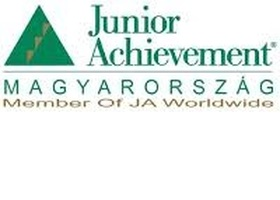 Junior
Achievement®
MAGYARORSZÁG
Member Of JA Worldwide